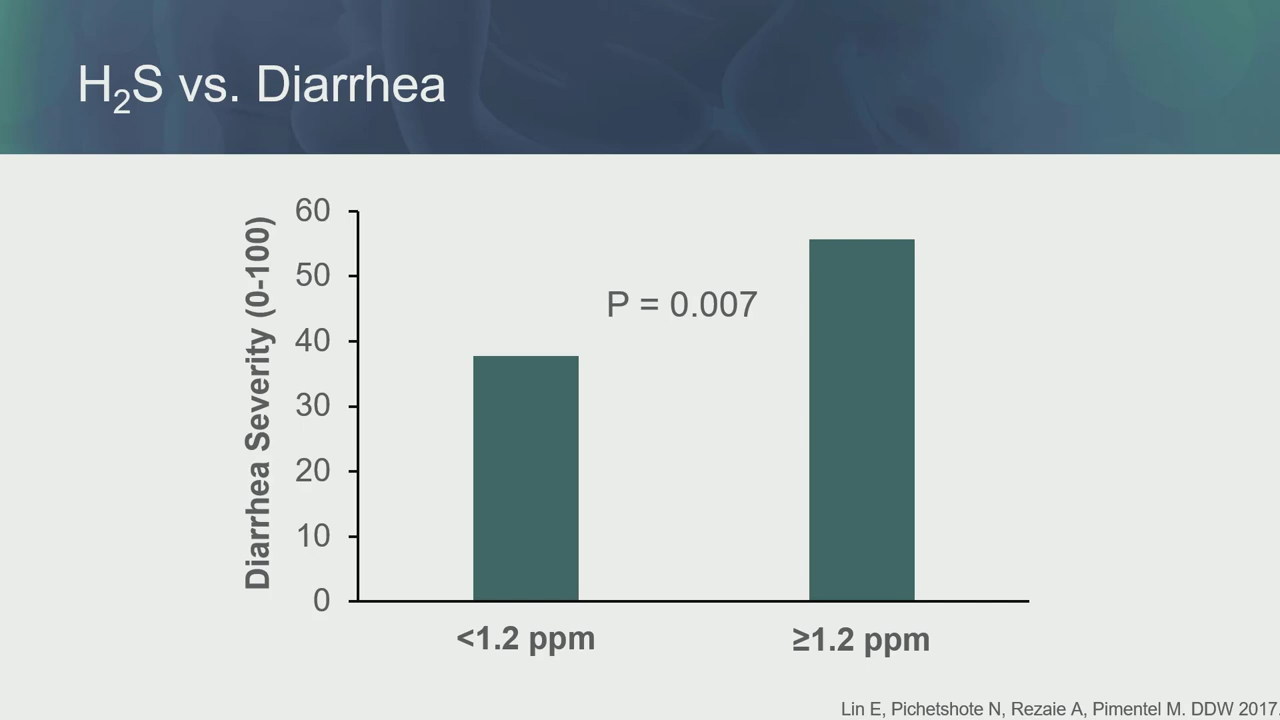 H₂S vs. Diarrhea
Diarrhea Severity (0-100)
60
50
40
30
20
10
0
P = 0.007
<1.2 ppm
≥1.2 ppm
Lin E, Pichetshote N, Rezaie A, Pimentel M. DDW 2017.